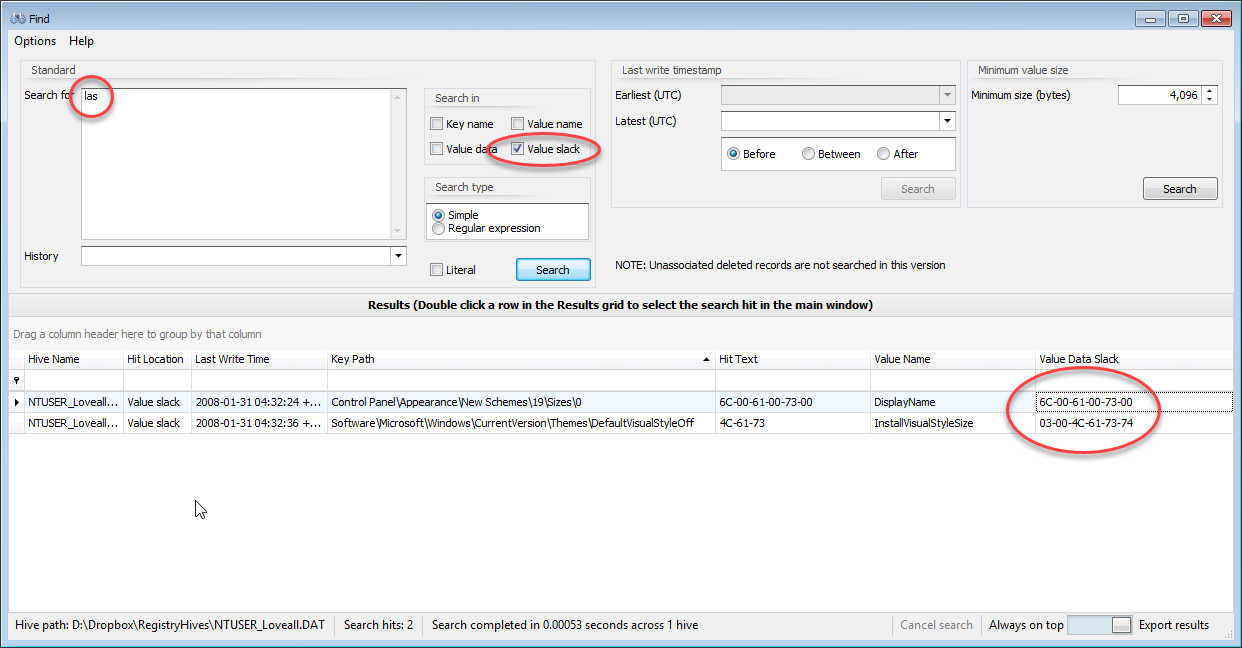 Find
Options Help
Standard
Search for las
Search in
Key name Value name
Value data Value slack
Search type
Simple
Regular expression
History
Literal Search
Last write timestamp
Earliest (UTC)
Latest (UTC)
Before Between After
Search
Minimum value size
Minimum size (bytes) 4,096
Search
NOTE: Unassociated deleted records are not searched in this version
Results (Double click a row in the Results grid to select the search hit in the main window)
Drag a column header here to group by that column
Hive Name Hit Location Last Write Time Key Path Hit Text Value Name Value Data Slack
NTUSER_Loveall... Value slack 2008-01-31 04:32:24 +... Control Panel\Appearance\New Schemes\19\Sizes\0 6C-00-61-00-73-00 DisplayName 6C-00-61-00-73-00
NTUSER_Loveall... Value slack 2008-01-31 04:32:36 +... Software\Microsoft\Windows\CurrentVersion\Themes\DefaultVisualStyleOff 4C-61-73 InstallVisualStyleSize 03-00-4C-61-73-74
Hive path: D:\Dropbox\RegistryHives\NTUSER_Loveall.DAT Search hits: 2 Search completed in 0.00053 seconds across 1 hive Cancel search Always on top Export results